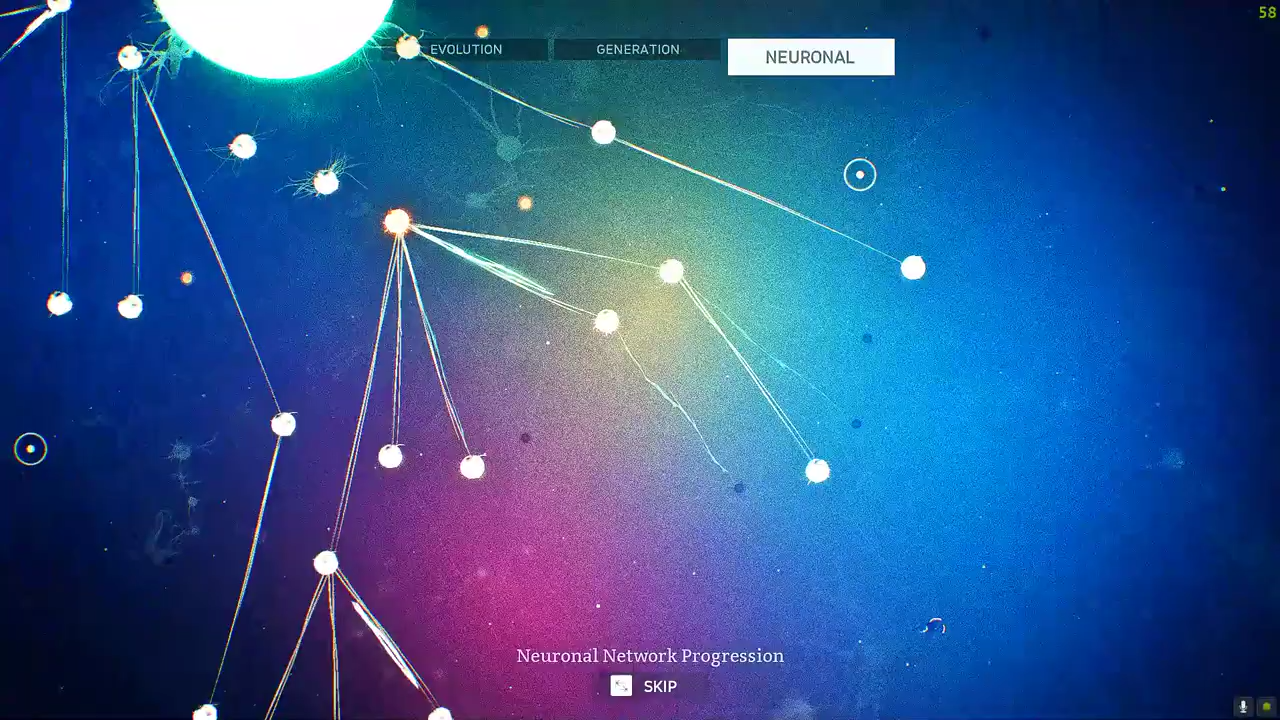 58
EVOLUTION
GENERATION
NEURONAL
Neuronal Network Progression
SKIP